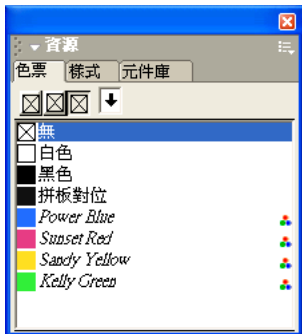 資源
色票 樣式 元件庫
無
白色
黑色
拼板對位
Power Blue
Sunset Red
Sandy Yellow
Kelly Green